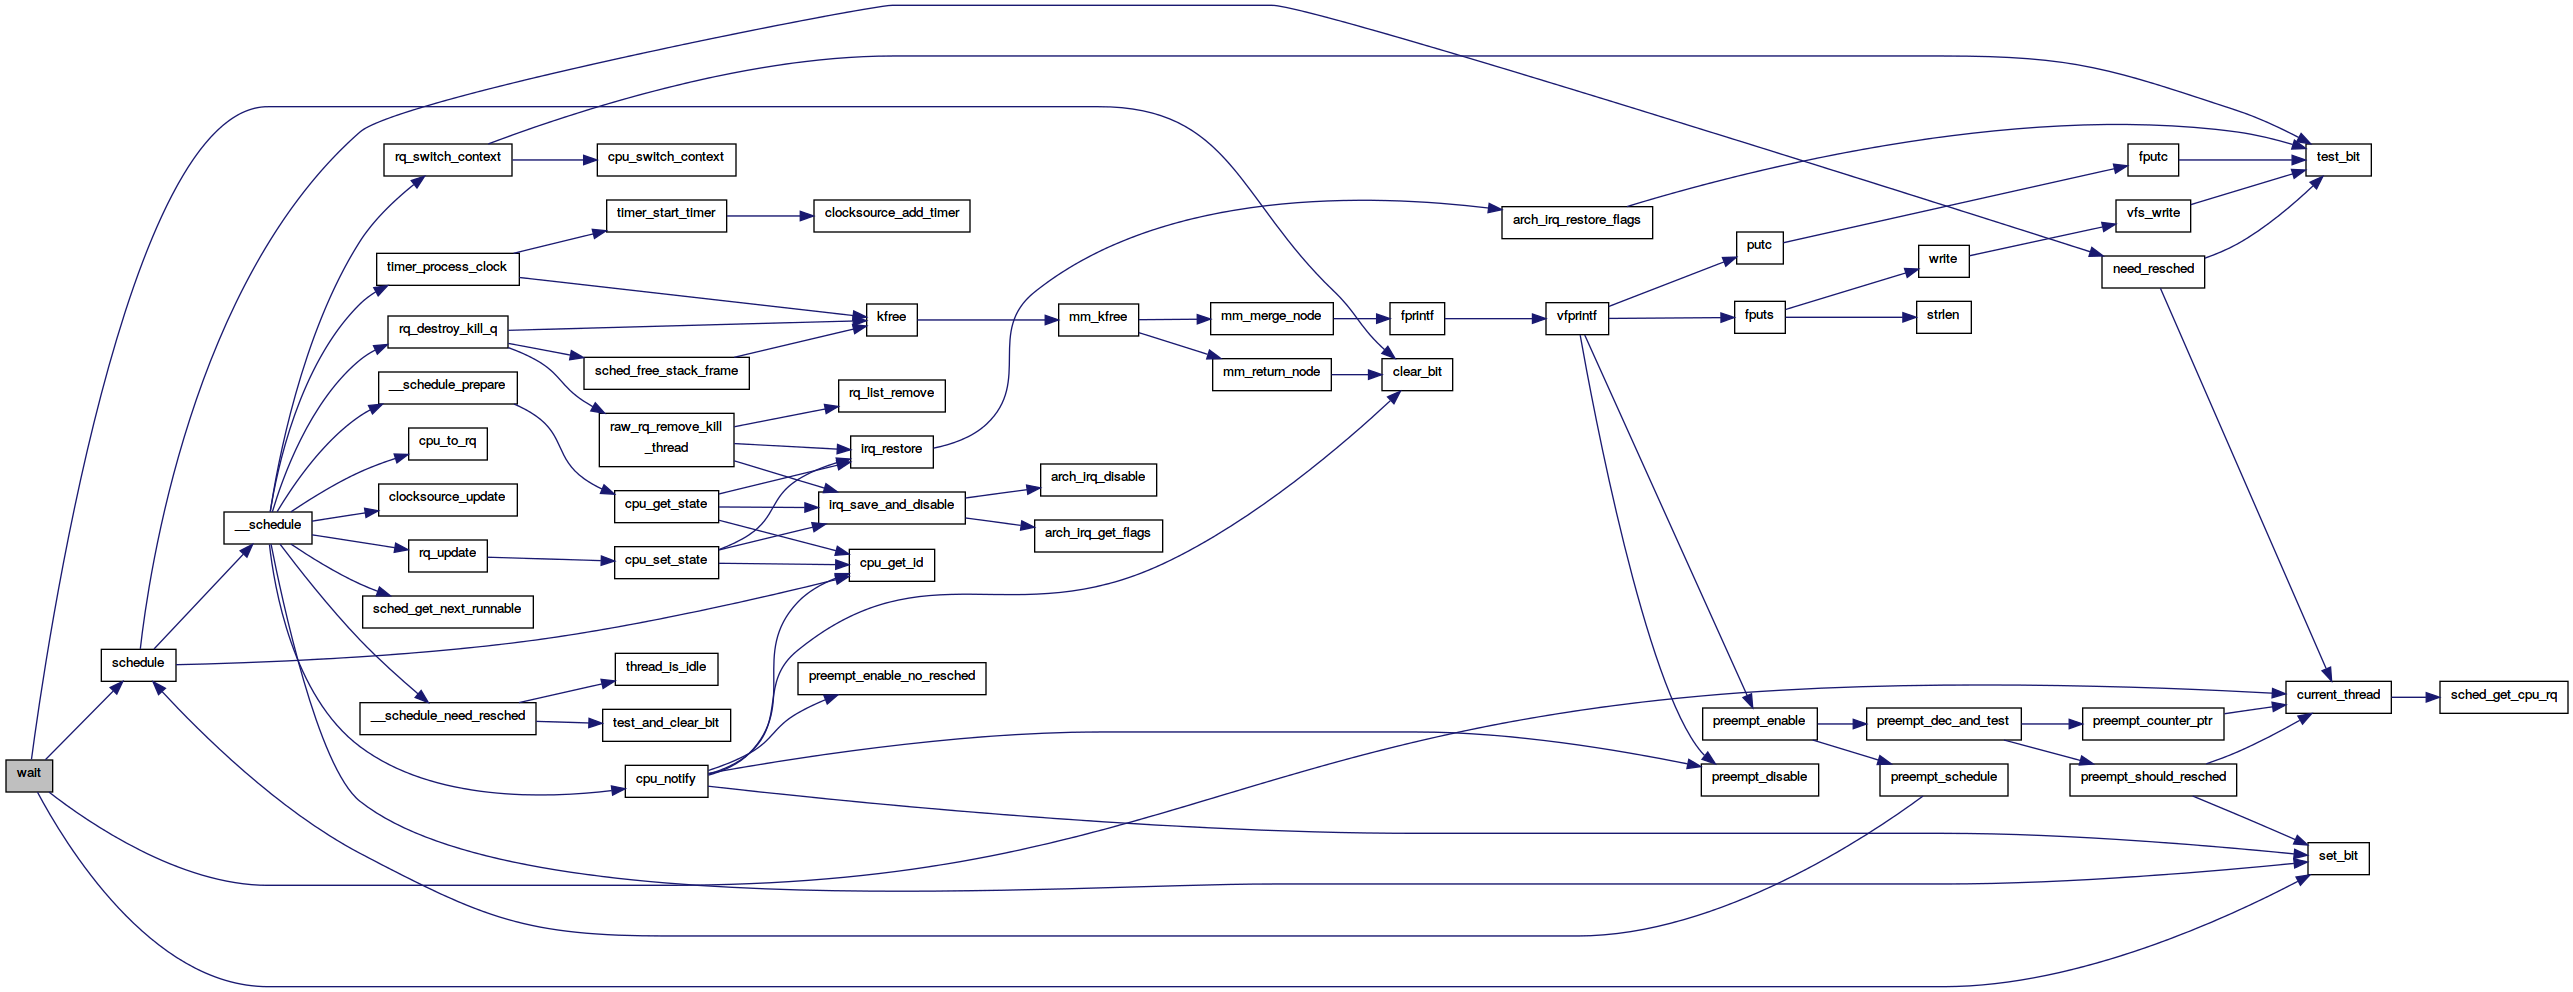 wait
schedule
__schedule
rq_switch_context
timer_process_clock
rq_destroy_kill_q
__schedule_prepare
cpu_to_rq
clocksource_update
rq_update
sched_get_next_runnable
__schedule_need_resched
cpu_switch_context
timer_start_timer
sched_free_stack_frame
raw_rq_remove_kill
_thread
cpu_get_state
cpu_set_state
thread_is_idle
test_and_clear_bit
cpu_notify
clocksource_add_timer
kfree
rq_list_remove
irq_restore
irq_save_and_disable
cpu_get_id
preempt_enable_no_resched
mm_kfree
arch_irq_disable
arch_irq_get_flags
mm_merge_node
mm_return_node
fprintf
clear_bit
arch_irq_restore_flags
vfprintf
putc
fputs
preempt_enable
preempt_disable
write
strlen
preempt_dec_and_test
preempt_schedule
fputc
vfs_write
need_resched
preempt_counter_ptr
preempt_should_resched
test_bit
current_thread
set_bit
sched_get_cpu_rq